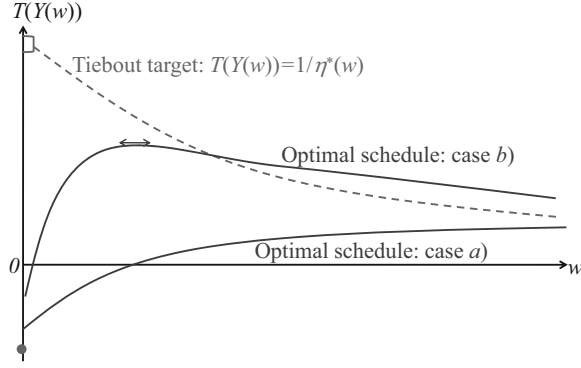 T(Y(w))
Tiebout target: T(Y(w))=1/η*(w)
Optimal schedule: case b)
Optimal schedule: case a)
0
w